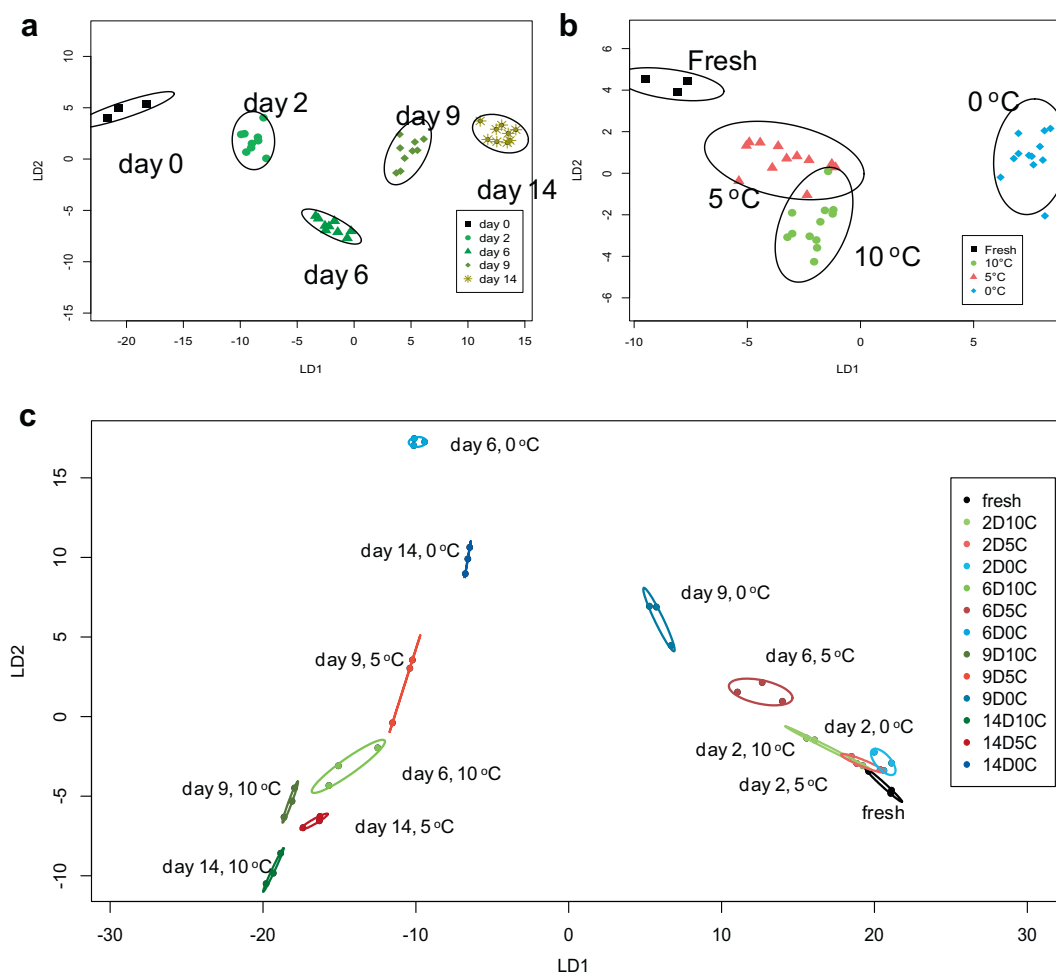 a
LD2
10
5
0
-5
-10
-15
day 0
day 2
day 6
day 9
day 14
day 0
day 2
day 6
day 9
day 14
-20
-15
-10
-5
0
5
10
15
LD1
b
LD2
6
4
2
0
-2
-4
-6
Fresh
5 °C
10 °C
0 °C
Fresh
10°C
5°C
0°C
-10
-5
0
5
LD1
c
LD2
15
10
5
0
-5
-10
day 6, 0 °C
day 14, 0 °C
day 9, 0 °C
day 9, 5 °C
day 6, 5 °C
day 2, 0 °C
day 2, 10 °C
day 6, 10 °C
day 2, 5 °C
day 9, 10 °C
fresh
day 14, 5 °C
day 14, 10 °C
fresh
2D10C
2D5C
2D0C
6D10C
6D5C
6D0C
9D10C
9D5C
9D0C
14D10C
14D5C
14D0C
-30
-20
-10
0
10
20
30
LD1